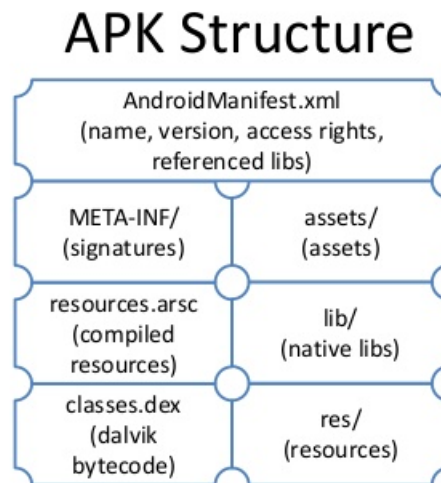 APK Structure
AndroidManifest.xml
(name, version, access rights,
referenced libs)
META-INF/
(signatures)
assets/
(assets)
resources.arsc
(compiled
resources)
lib/
(native libs)
classes.dex
(dalvik
bytecode)
res/
(resources)